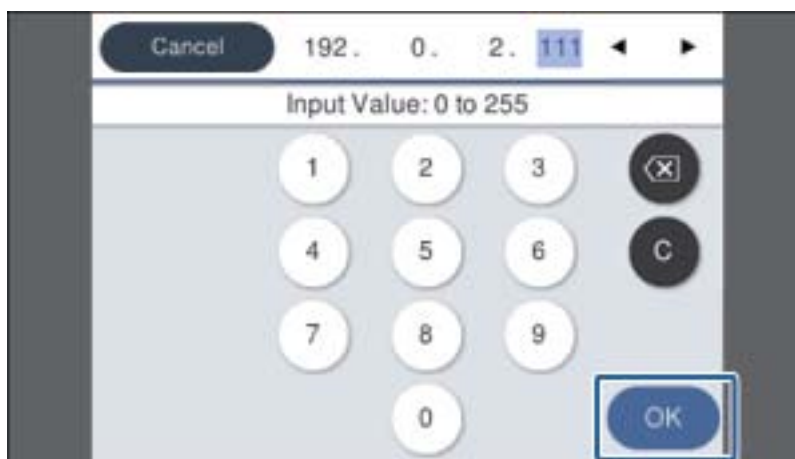 Cancel 192. 0. 2. 111 ◄ ►
Input Value: 0 to 255
1 2 3
4 5 6 C
7 8 9
0 OK